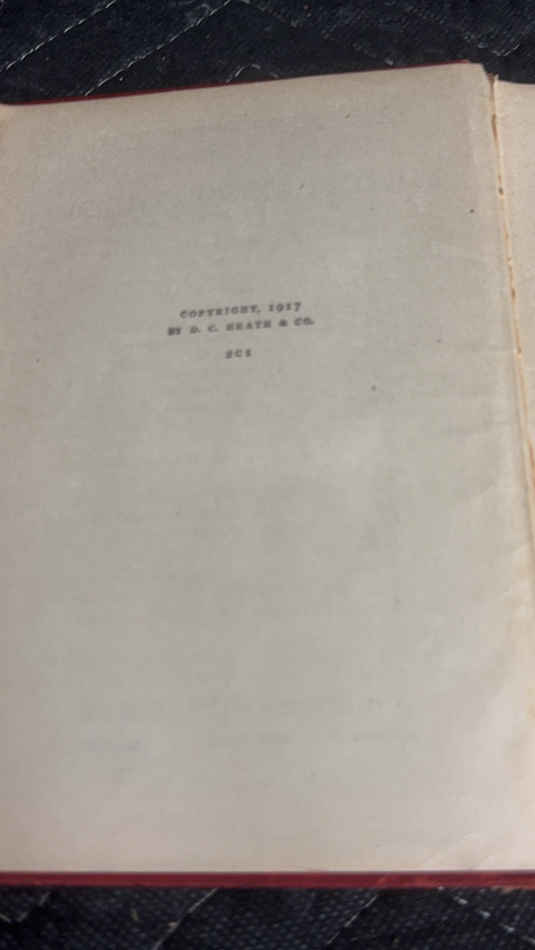 COPYRIGHT, 1917
BY D. C. HEATH & CO.
2C1